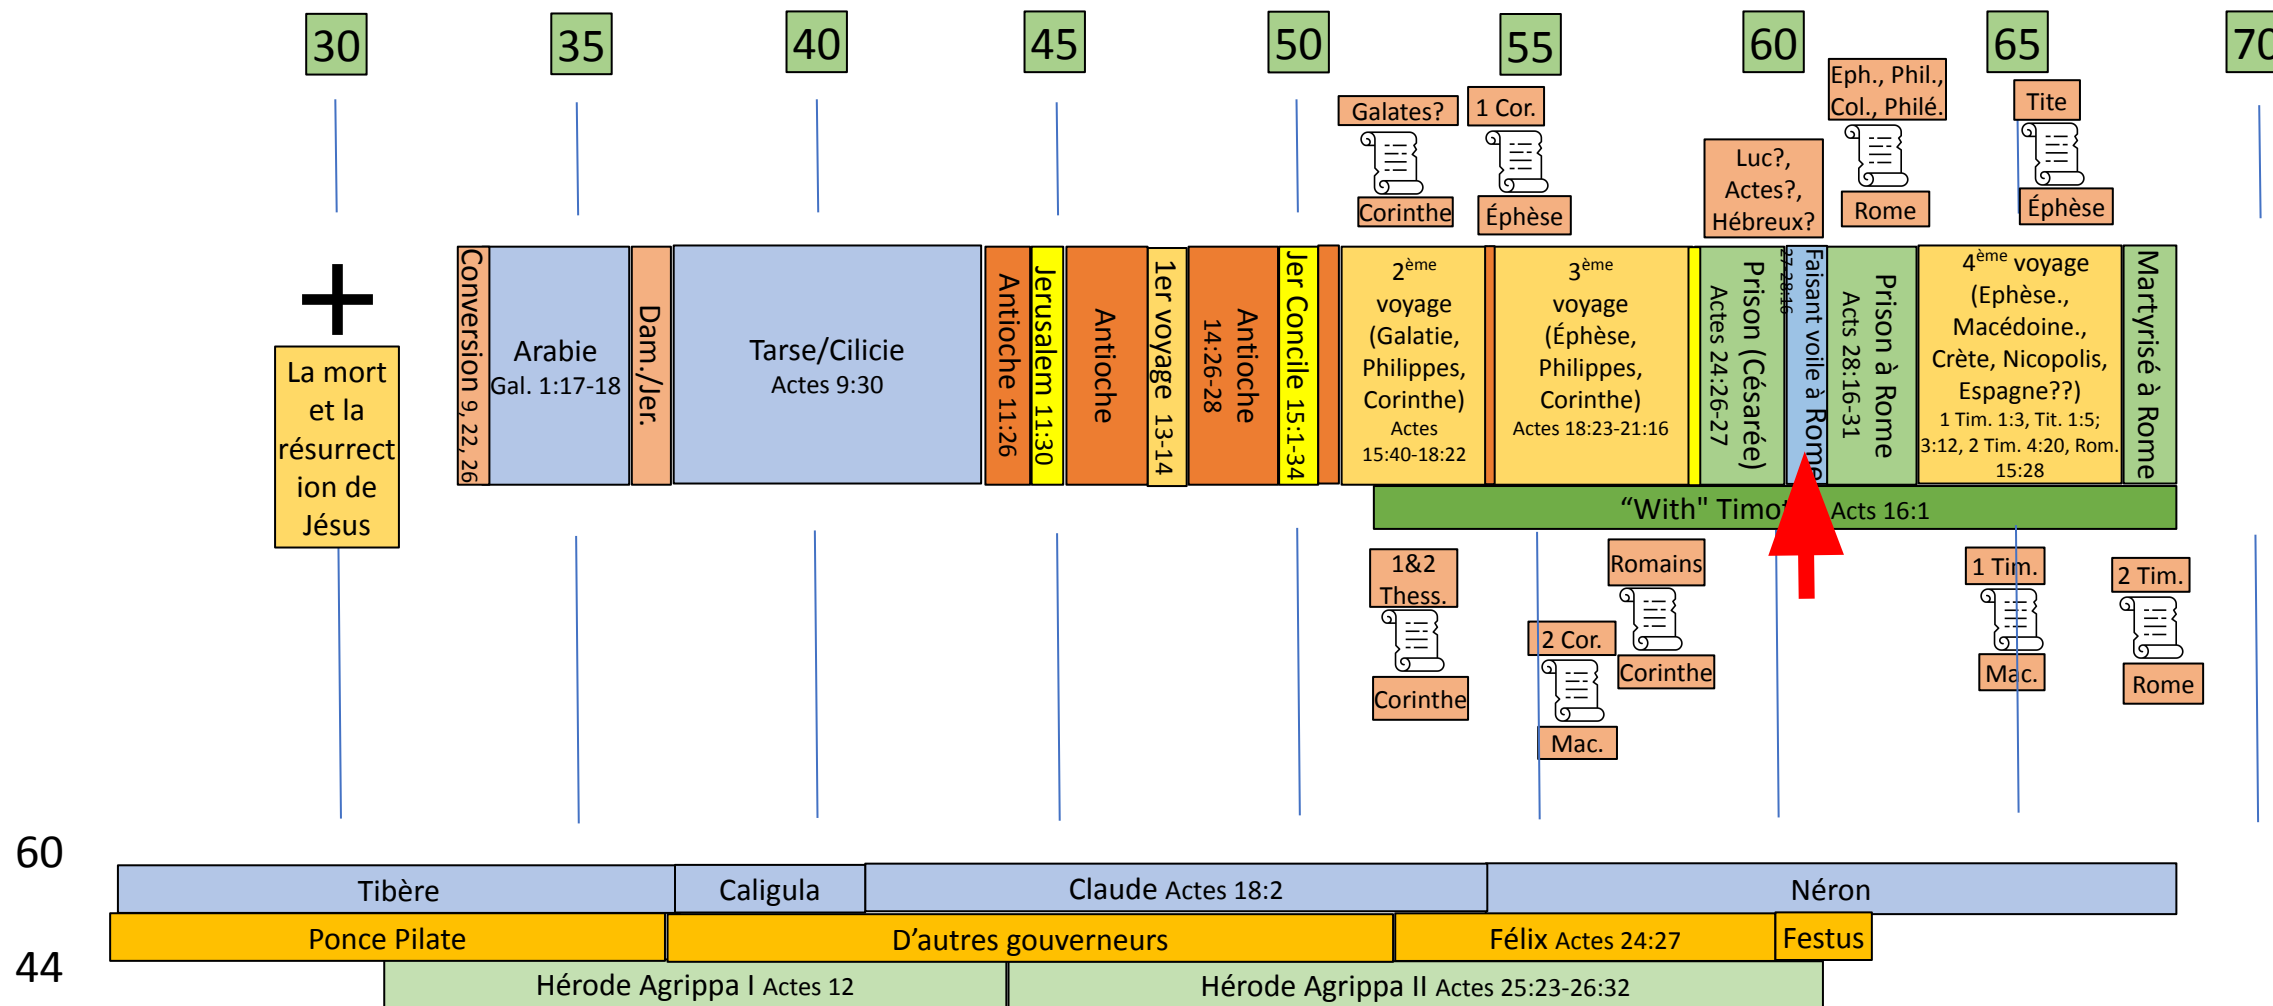 30
35
40
45
50
55
60
65
70
Galates?
Corinthe
1 Cor.
Éphèse
Luc?,
Actes?,
Hébreux?
Eph., Phil.,
Col., Philé.
Rome
Tite
Éphèse
La mort
et la
résurrect
ion de
Jésus
Conversion 9, 22, 26
Arabie
Gal. 1:17-18
Dam./Jer.
Tarse/Cilicie
Actes 9:30
Antioche 11:26
Jerusalem 11:30
Antioche
1er voyage 13-14
Antioche
14:26-28
Jer Concile 15:1-34
2ème
voyage
(Galatie,
Philippes,
Corinthe)
Actes
15:40-18:22
3ème
voyage
(Éphèse,
Philippes,
Corinthe)
Actes 18:23-21:16
Prison (Césarée)
Actes 24:26-27
Faisant voile à Rome
27-28:16
Prison à Rome
Acts 28:16-31
4ème voyage
(Ephèse.,
Macédoine.,
Crète, Nicopolis,
Espagne??)
1 Tim. 1:3, Tit. 1:5;
3:12, 2 Tim. 4:20, Rom.
15:28
Martyrisé à Rome
“With" Timot Acts 16:1
1&2
Thess.
Corinthe
2 Cor.
Mac.
Romains
Corinthe
1 Tim.
Mac.
2 Tim.
Rome
60
Tibère
Caligula
Claude Actes 18:2
Néron
Ponce Pilate
D’autres gouverneurs
Félix Actes 24:27
Festus
44
Hérode Agrippa I Actes 12
Hérode Agrippa II Actes 25:23-26:32